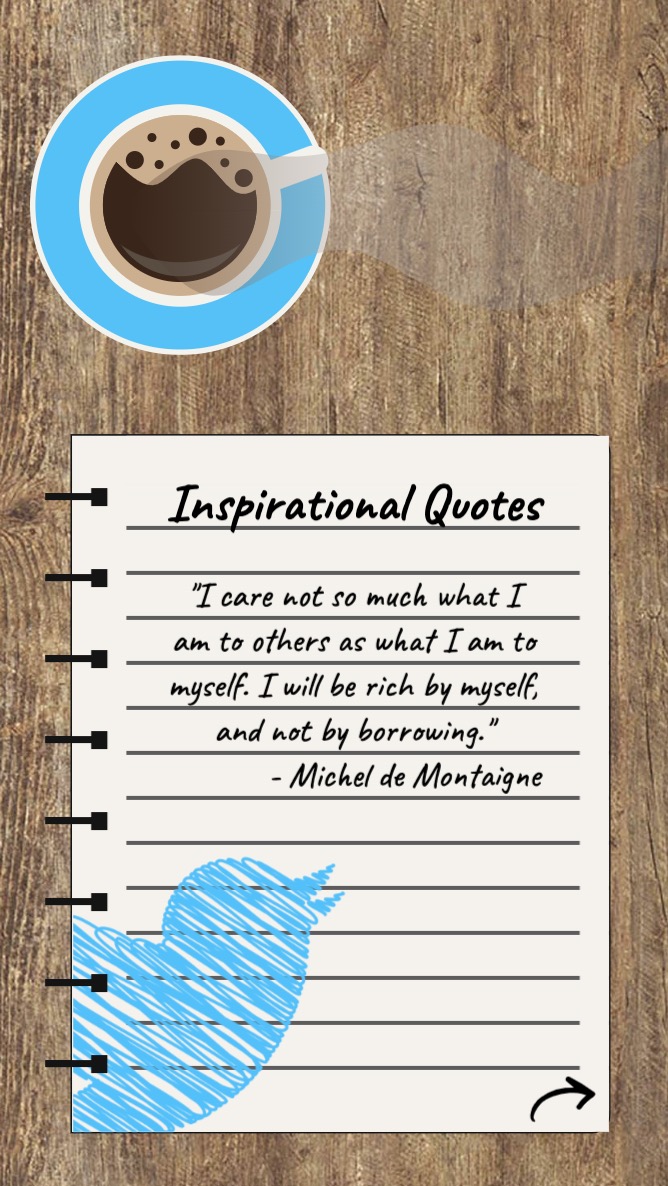 Inspirational Quotes
"I care not so much what I
am to others as what I am to
myself. I will be rich by myself,
and not by borrowing."
- Michel de Montaigne